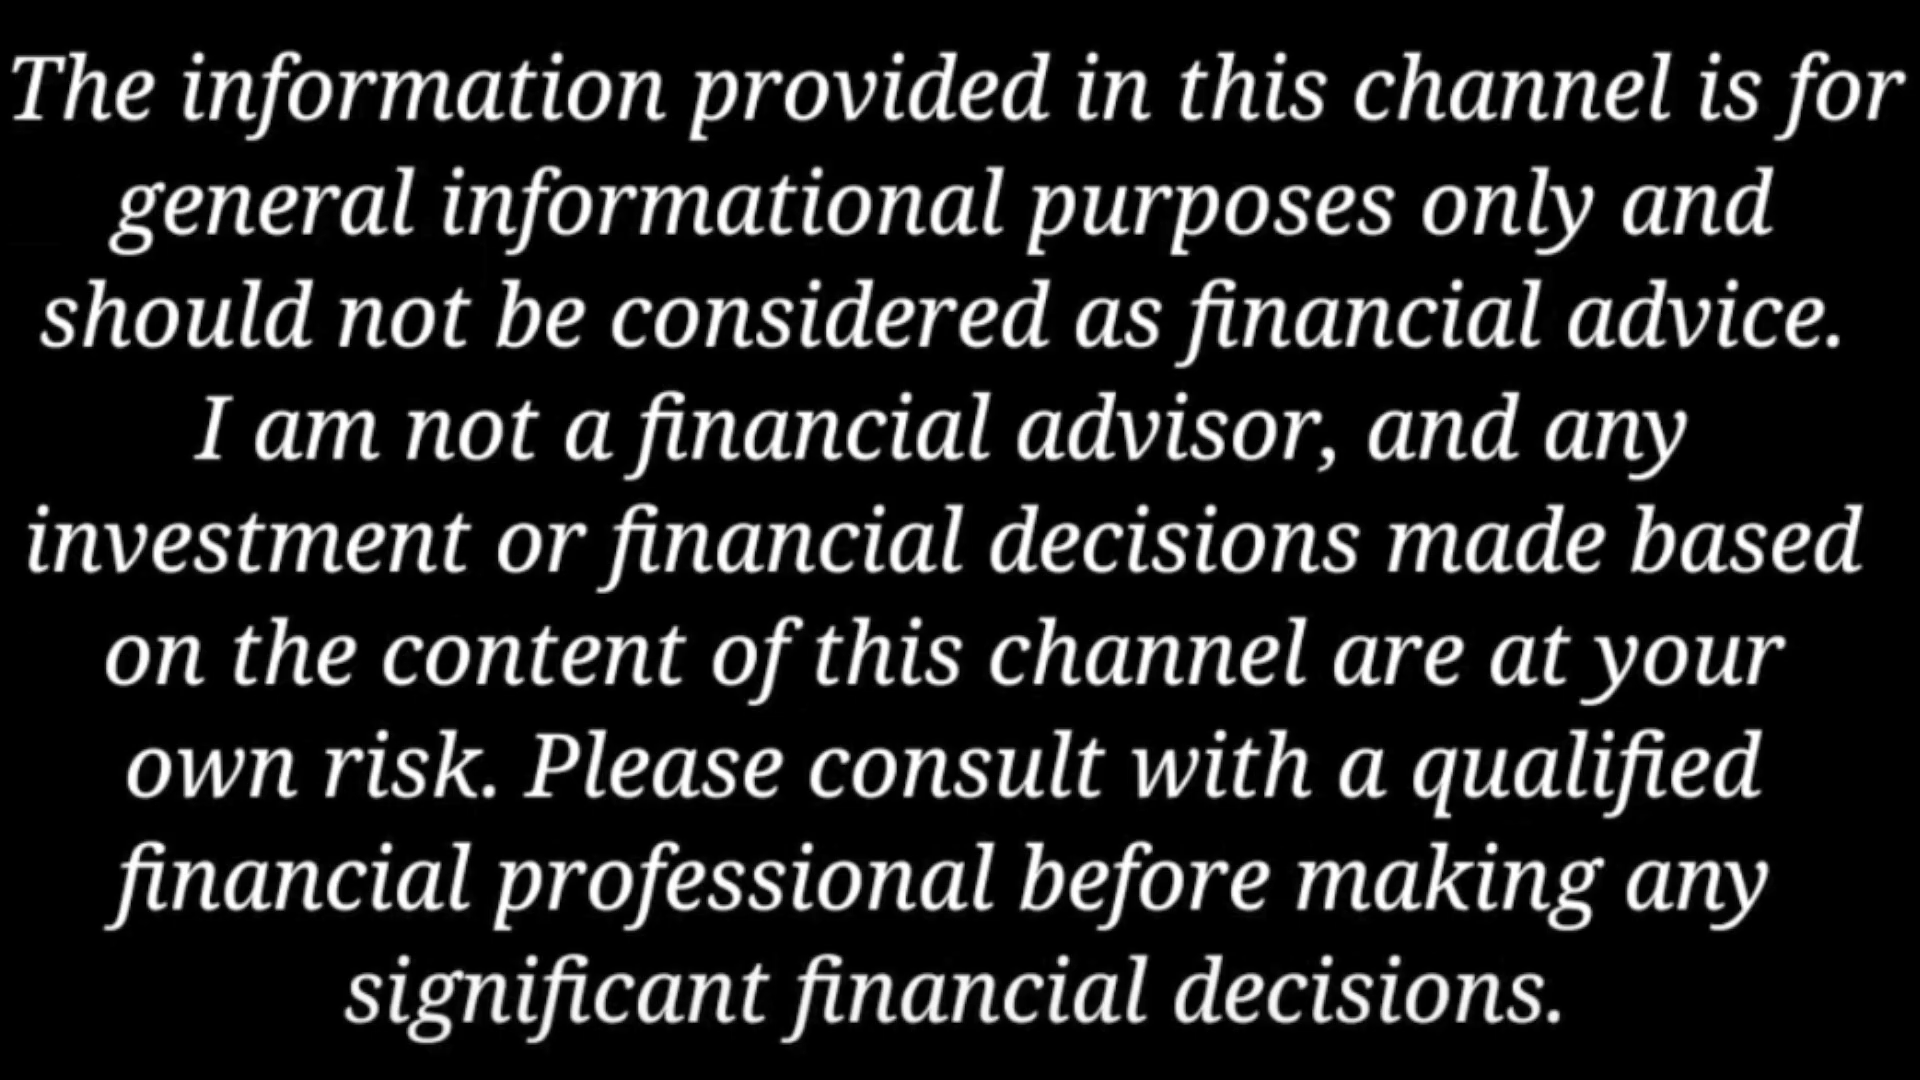 The information provided in this channel is for
general informational purposes only and
should not be considered as financial advice.
I am not a financial advisor, and any
investment or financial decisions made based
on the content of this channel are at your
own risk. Please consult with a qualified
financial professional before making any
significant financial decisions.